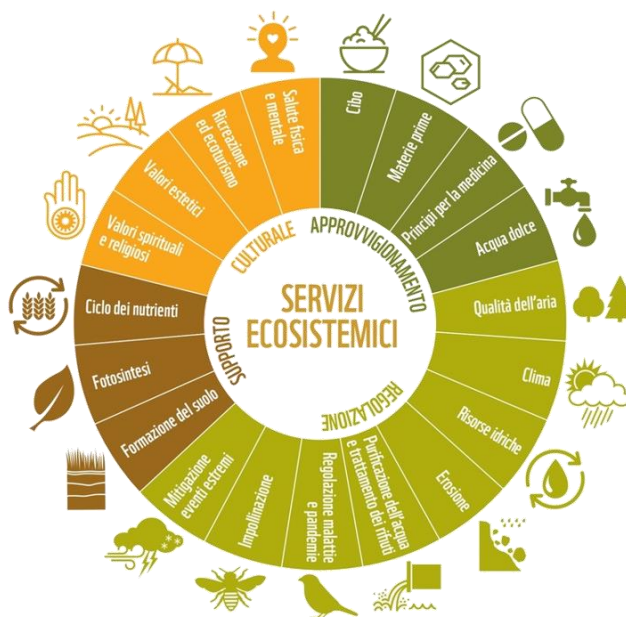 SERVIZI
ECOSISTEMICI
APPROVVIGIONAMENTO
Cibo
Materie prime
Principi per la medicina
Acqua dolce
REGOLAZIONE
Qualità dell'aria
Clima
Risorse idriche
Erosione
Purificazione dell'acqua
e trattamento dei rifiuti
Regolazione malattie
e pandemie
Impollinazione
Mitigazione
eventi estremi
SUPPORTO
Formazione del suolo
Fotosintesi
Ciclo dei nutrienti
CULTURALE
Valori spirituali
e religiosi
Valori estetici
Ricreazione
ed ecoturismo
Salute fisica
e mentale